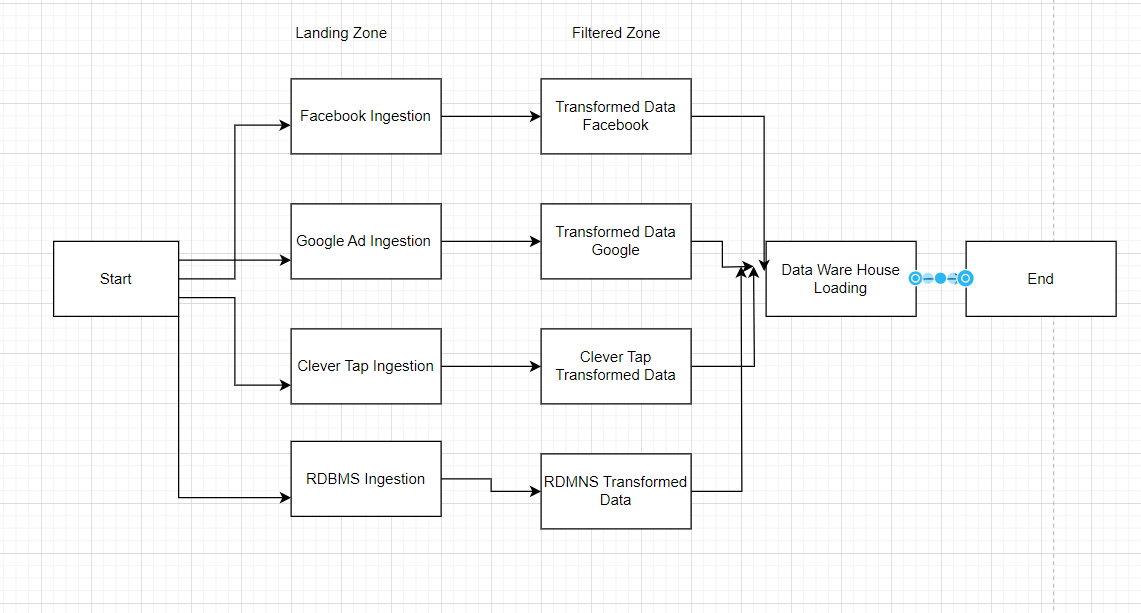 Landing Zone
Filtered Zone
Facebook Ingestion
Transformed Data
Facebook
Google Ad Ingestion
Transformed Data
Google
Start
Data Ware House
Loading
End
Clever Tap Ingestion
Clever Tap
Transformed Data
RDBMS Ingestion
RDMNS Transformed
Data